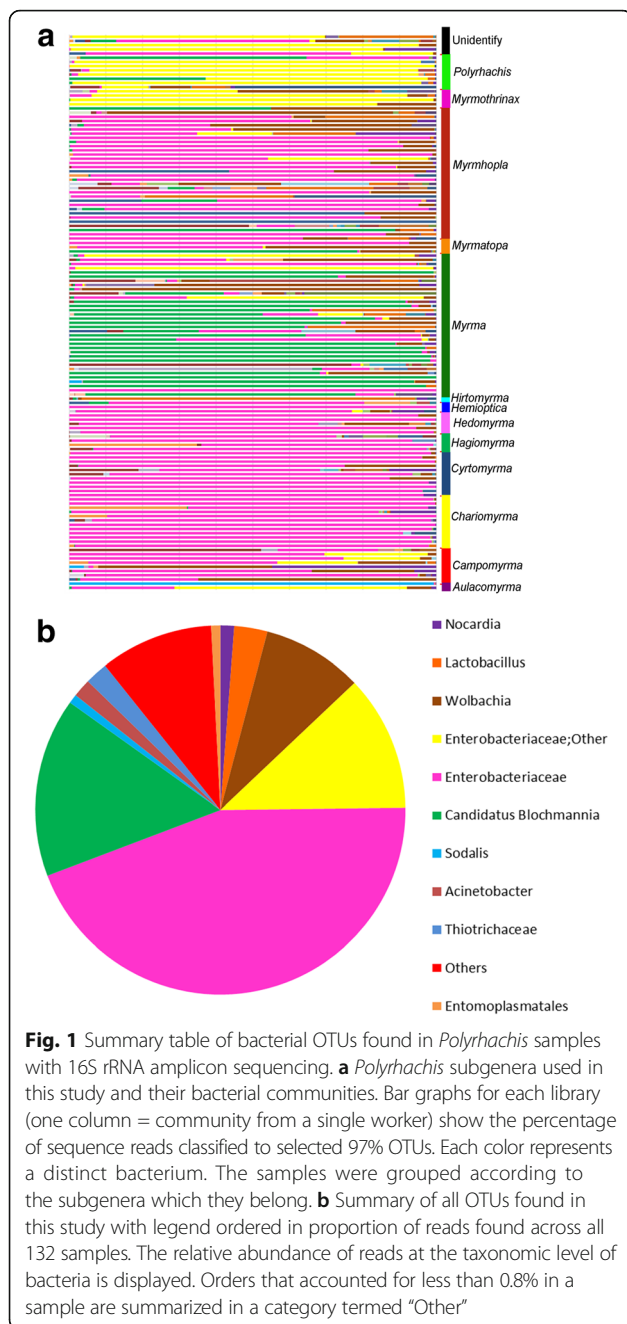 a
Unidentify
Polyrhachis
Myrmothrinax
Myrmhopla
Myrmatopa
Myrma
Hirtomyrma
Hemioptica
Hedomyrma
Hagiomyrma
Cyrtomyrma
Chariomyrma
Campomyrma
Aulacomyrma
b
Nocardia
Lactobacillus
Wolbachia
Enterobacteriaceae;Other
Enterobacteriaceae
Candidatus Blochmannia
Sodalis
Acinetobacter
Thiotrichaceae
Others
Entomoplasmatales
Fig. 1 Summary table of bacterial OTUs found in Polyrhachis samples
with 16S rRNA amplicon sequencing. a Polyrhachis subgenera used in
this study and their bacterial communities. Bar graphs for each library
(one column = community from a single worker) show the percentage
of sequence reads classified to selected 97% OTUs. Each color represents
a distinct bacterium. The samples were grouped according to
the subgenera which they belong. b Summary of all OTUs found in
this study with legend ordered in proportion of reads found across all
132 samples. The relative abundance of reads at the taxonomic level of
bacteria is displayed. Orders that accounted for less than 0.8% in a
sample are summarized in a category termed “Other”